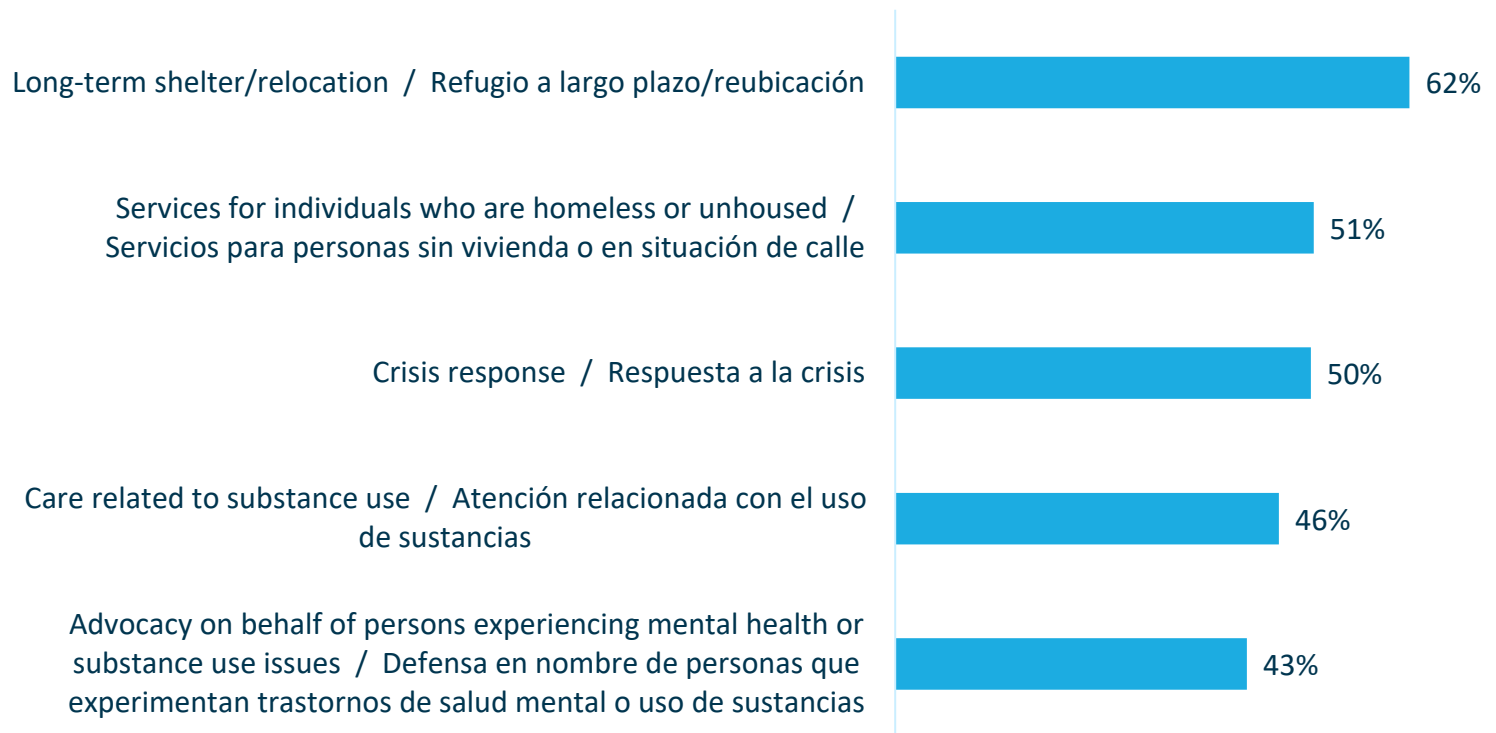 Long-term shelter/relocation / Refugio a largo plazo/reubicación
62%
Services for individuals who are homeless or unhoused /
Servicios para personas sin vivienda o en situación de calle
51%
Crisis response / Respuesta a la crisis
50%
Care related to substance use / Atención relacionada con el uso
de sustancias
46%
Advocacy on behalf of persons experiencing mental health or
substance use issues / Defensa en nombre de personas que
experimentan trastornos de salud mental o uso de sustancias
43%